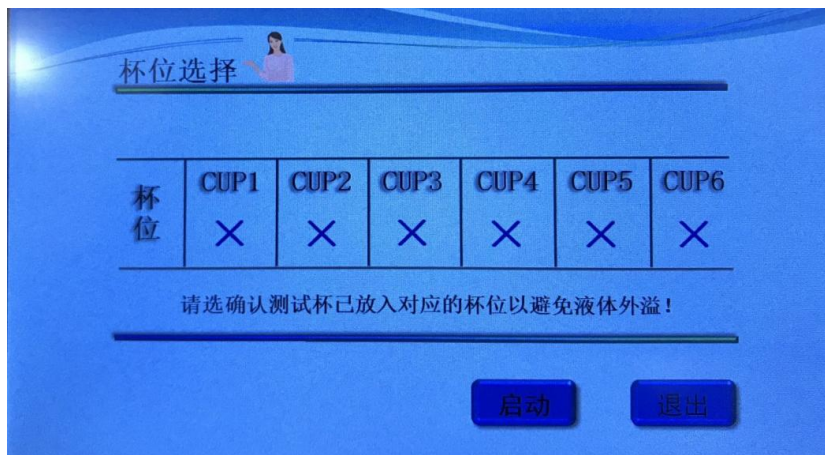 杯位选择
杯位
CUP1 CUP2 CUP3 CUP4 CUP5 CUP6
× × × × × ×
请选确认测试杯已放入对应的杯位以避免液体外溢!
启动 退出